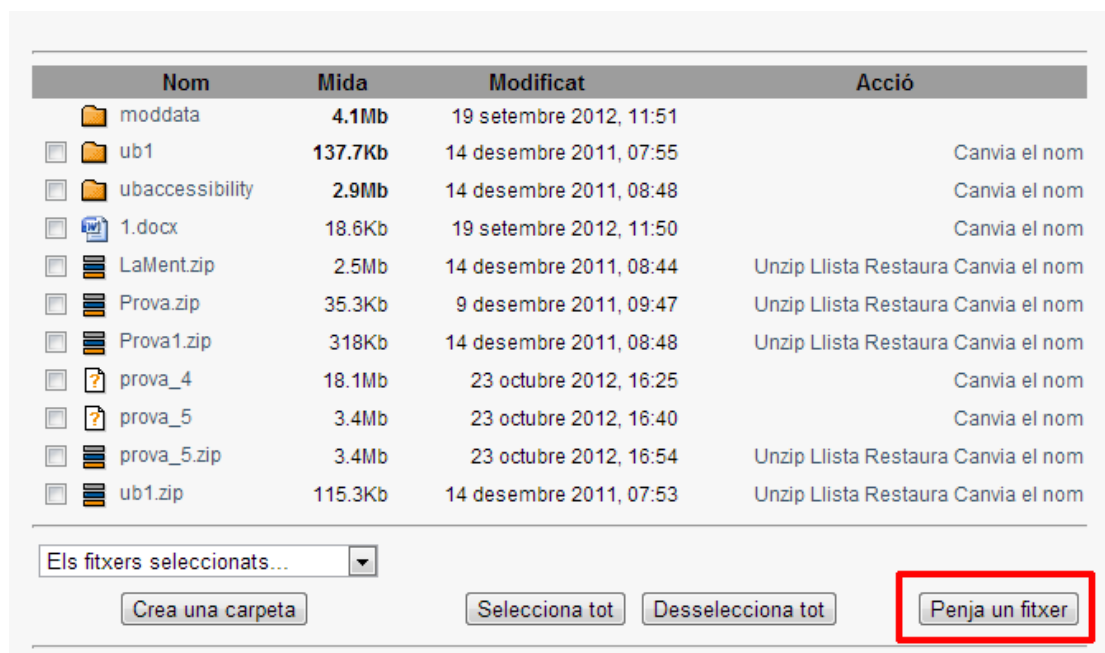 Nom Mida Modificat Acció
moddata 4.1Mb 19 setembre 2012, 11:51
ub1 137.7Kb 14 desembre 2011, 07:55 Canvia el nom
ubaccessibility 2.9Mb 14 desembre 2011, 08:48 Canvia el nom
1.docx 18.6Kb 19 setembre 2012, 11:50 Canvia el nom
LaMent.zip 2.5Mb 14 desembre 2011, 08:44 Unzip Llista Restaura Canvia el nom
Prova.zip 35.3Kb 9 desembre 2011, 09:47 Unzip Llista Restaura Canvia el nom
Prova1.zip 318Kb 14 desembre 2011, 08:48 Unzip Llista Restaura Canvia el nom
prova_4 18.1Mb 23 octubre 2012, 16:25 Canvia el nom
prova_5 3.4Mb 23 octubre 2012, 16:40 Canvia el nom
prova_5.zip 3.4Mb 23 octubre 2012, 16:54 Unzip Llista Restaura Canvia el nom
ub1.zip 115.3Kb 14 desembre 2011, 07:53 Unzip Llista Restaura Canvia el nom
Els fitxers seleccionats...
Crea una carpeta Selecciona tot Desselecciona tot Penja un fitxer